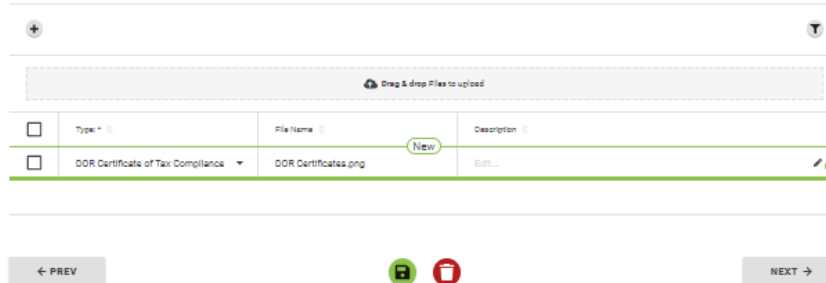 Drag & drop Files to upload
Type: * File Name Description
New
DOR Certificate of Tax Compliance DOR Certificates.png Edit...
← PREV NEXT →